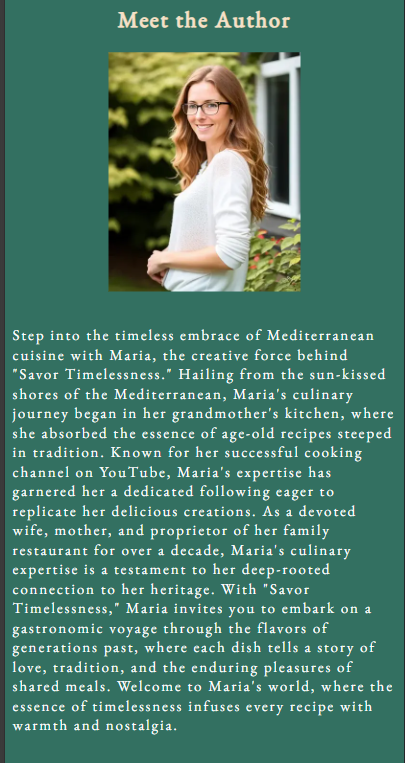 Meet the Author
Step into the timeless embrace of Mediterranean
cuisine with Maria, the creative force behind
"Savor Timelessness." Hailing from the sun-kissed
shores of the Mediterranean, Maria's culinary
journey began in her grandmother's kitchen, where
she absorbed the essence of age-old recipes steeped
in tradition. Known for her successful cooking
channel on YouTube, Maria's expertise has
garnered her a dedicated following eager to
replicate her delicious creations. As a devoted
wife, mother, and proprietor of her family
restaurant for over a decade, Maria's culinary
expertise is a testament to her deep-rooted
connection to her heritage. With "Savor
Timelessness," Maria invites you to embark on a
gastronomic voyage through the flavors of
generations past, where each dish tells a story of
love, tradition, and the enduring pleasures of
shared meals. Welcome to Maria's world, where the
essence of timelessness infuses every recipe with
warmth and nostalgia.